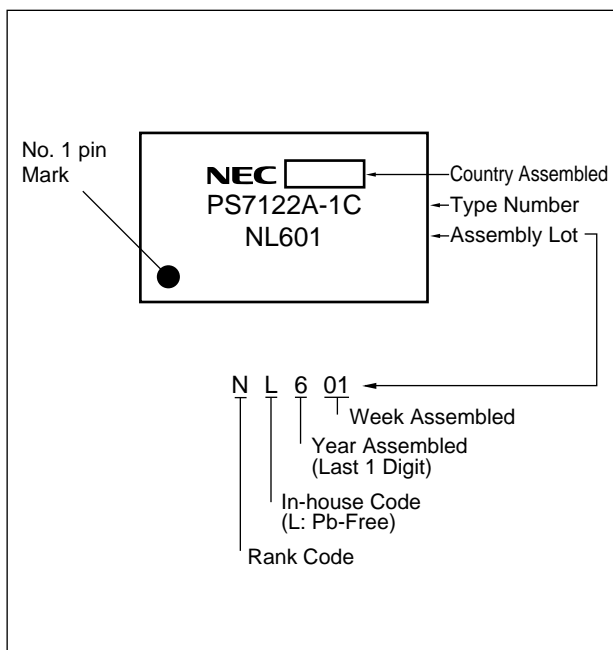 No. 1 pin
Mark
NEC
Country Assembled
PS7122A-1C
Type Number
NL601
Assembly Lot
N L 6 01
Week Assembled
Year Assembled
(Last 1 Digit)
In-house Code
(L: Pb-Free)
Rank Code